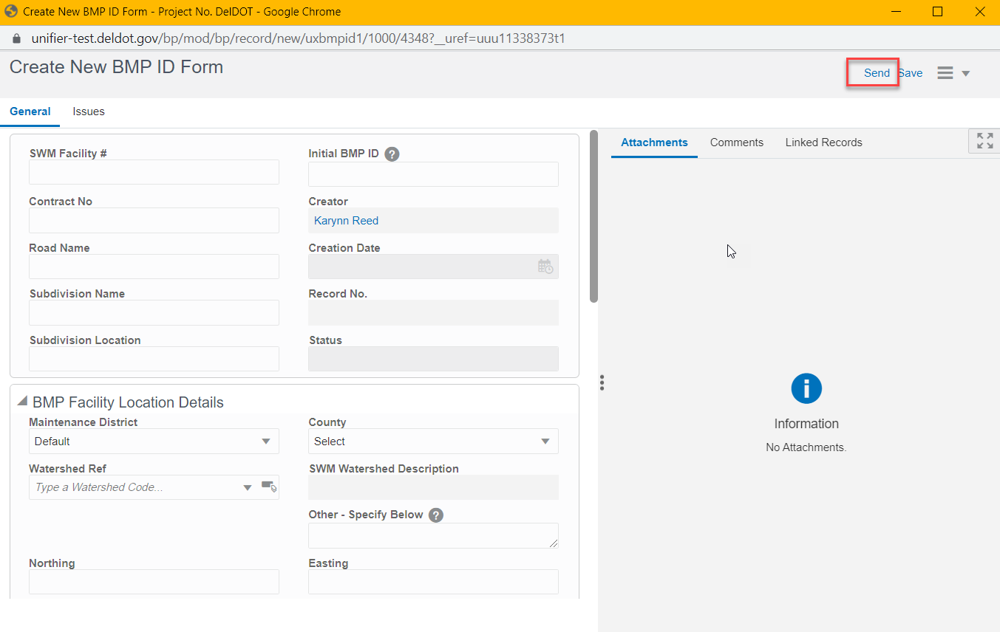 Create New BMP ID Form - Project No. DelDOT - Google Chrome
unifier-test.deldot.gov/bp/mod/bp/record/new/uxbmpid1/1000/4348?__uref=uuu11338373t1
Create New BMP ID Form
Send Save
General Issues
Attachments Comments Linked Records
SWM Facility # Initial BMP ID ?
Contract No Creator
Karynn Reed
Road Name Creation Date
Subdivision Name Record No.
Subdivision Location Status
BMP Facility Location Details
Maintenance District County
Default Select
Watershed Ref SWM Watershed Description
Type a Watershed Code...
Other - Specify Below ?
Northing Easting
Information
No Attachments.